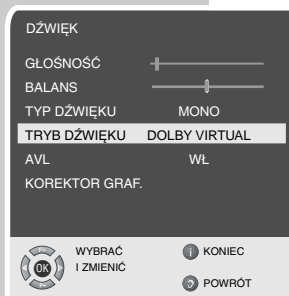 DŹWIĘK
GŁOŚNOŚĆ
BALANS
TYP DŹWIĘKU MONO
TRYB DŹWIĘKU DOLBY VIRTUAL
AVL WŁ
KOREKTOR GRAF.
OK
WYBRAĆ
I ZMIENIĆ
i KONIEC
POWRÓT